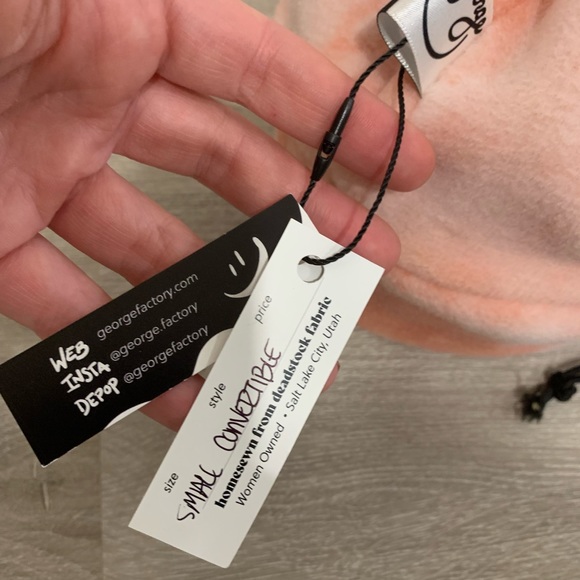 WEB georgefactory.com
INSTA @george.factory
DEPOP @georgefactory
size style price
SMALL CONVERTIBLE
homesewn from deadstock fabric
Women Owned • Salt Lake City, Utah